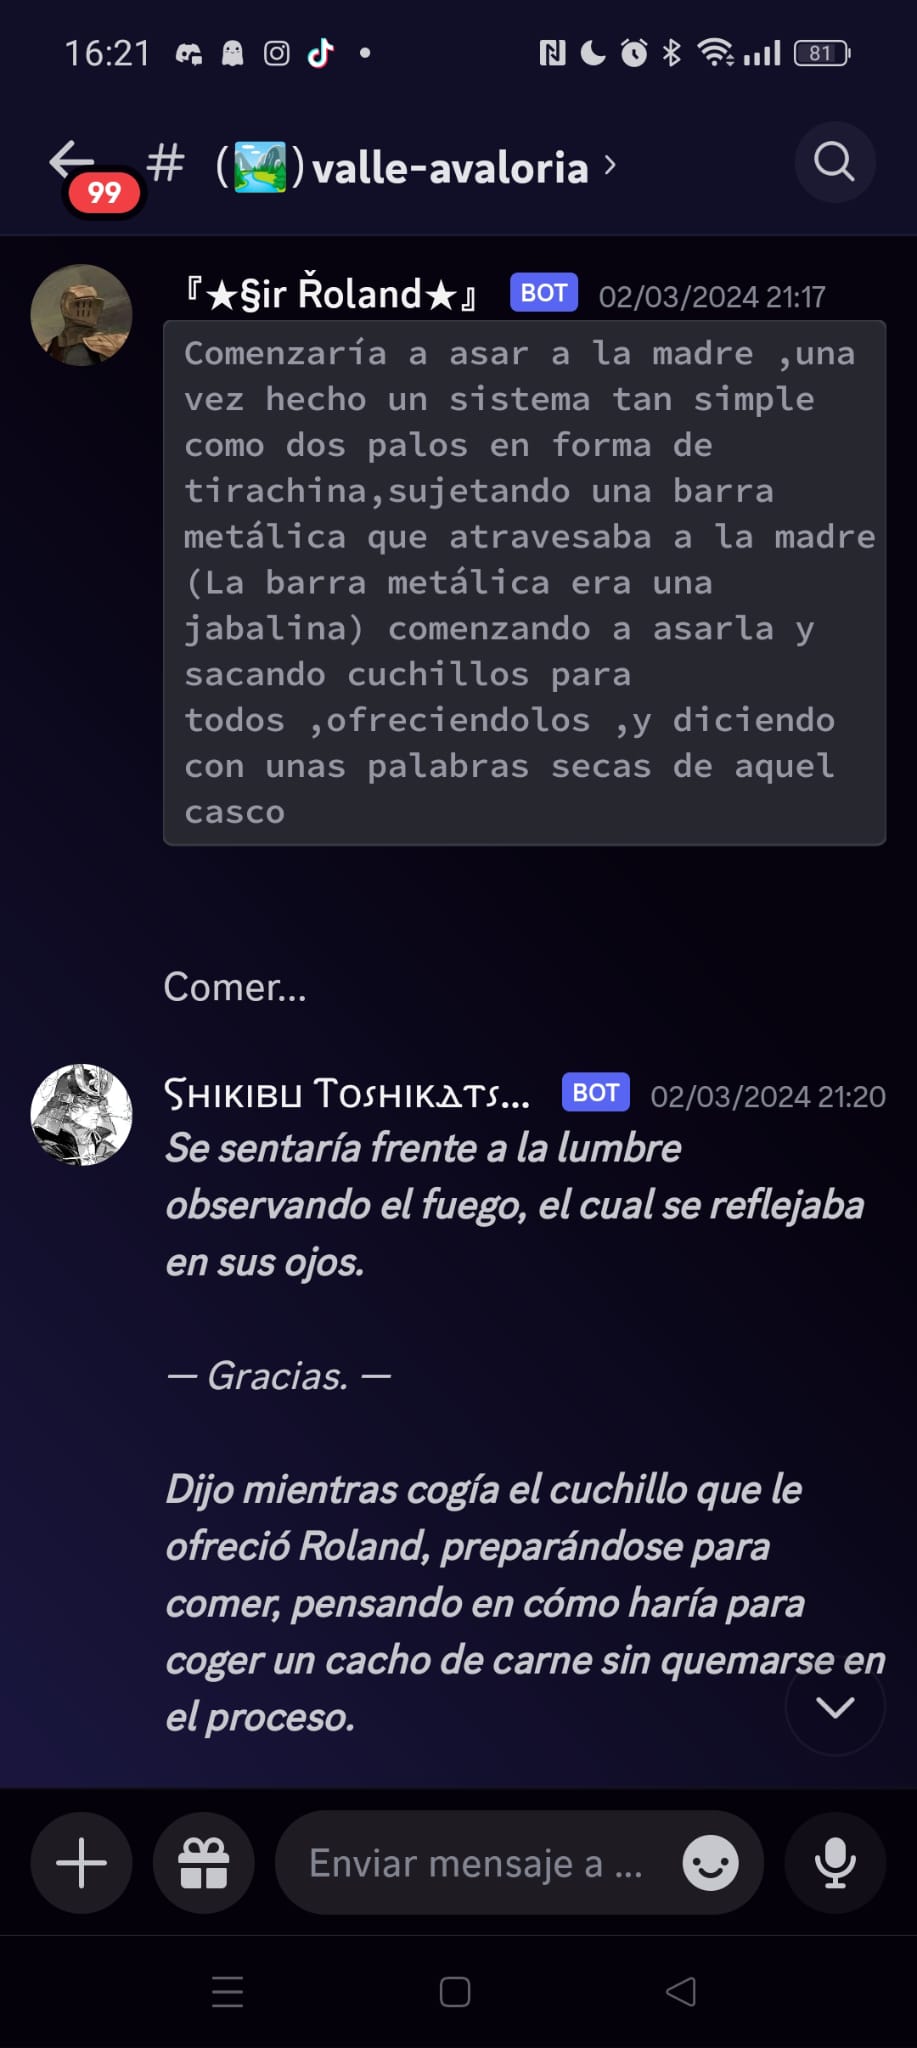 16:21
81
99
# (🏞️)valle-avaloria ›
『★§ir Řoland★』 BOT 02/03/2024 21:17
Comenzaría a asar a la madre ,una
vez hecho un sistema tan simple
como dos palos en forma de
tirachina,sujetando una barra
metálica que atravesaba a la madre
(La barra metálica era una
jabalina) comenzando a asarla y
sacando cuchillos para
todos ,ofreciendolos ,y diciendo
con unas palabras secas de aquel
casco
Comer...
Shikibu Toshikats... BOT 02/03/2024 21:20
Se sentaría frente a la lumbre
observando el fuego, el cual se reflejaba
en sus ojos.
— Gracias. —
Dijo mientras cogía el cuchillo que le
ofreció Roland, preparándose para
comer, pensando en cómo haría para
coger un cacho de carne sin quemarse en
el proceso.
Enviar mensaje a ...